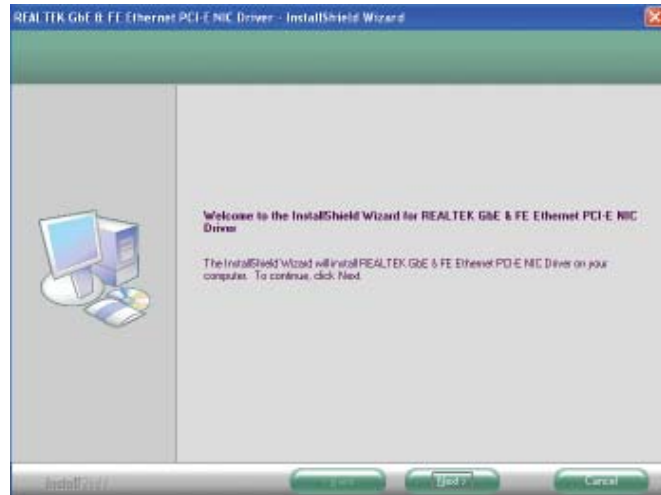 REALTEK GbE & FE Ethernet PCI-E NIC Driver - InstallShield Wizard
Welcome to the InstallShield Wizard for REALTEK GbE & FE Ethernet PCI-E NIC
Driver
The InstallShield Wizard will install REALTEK GbE & FE Ethernet PCI-E NIC Driver on your
computer. To continue, click Next.
InstallShield
Next >
Cancel